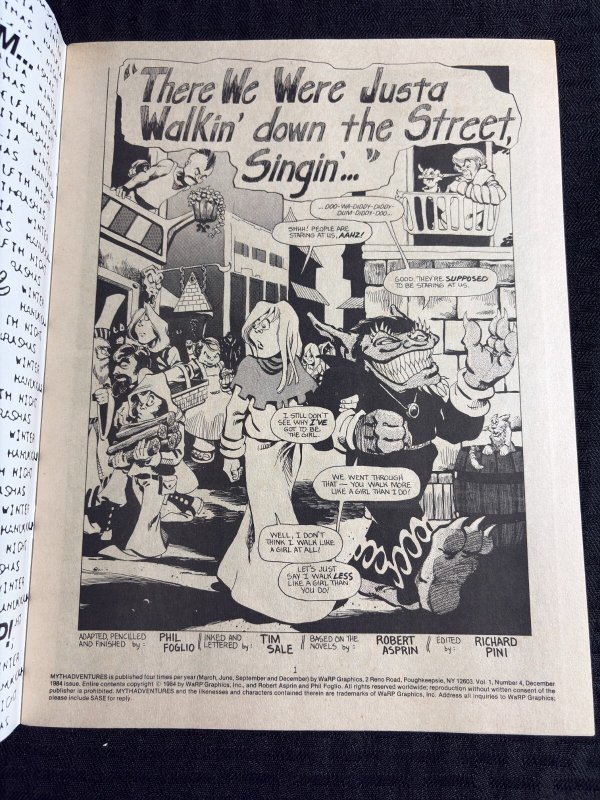 "There We Were Justa
Walkin' down the Street,
Singin'..."
...DOO-WA-DIDDY-DIDDY-
DUM-DIDDY-DOO...
SHHH! PEOPLE ARE
STARING AT US, AAHZ!
GOOD. THEY'RE SUPPOSED
TO BE STARING AT US.
I STILL DON'T
SEE WHY I'VE
GOT TO BE
THE GIRL.
WE WENT THROUGH
THAT — YOU WALK MORE
LIKE A GIRL THAN I DO!
WELL, I DON'T
THINK I WALK LIKE
A GIRL AT ALL!
LET'S JUST
SAY I WALK LESS
LIKE A GIRL THAN
YOU DO!
ADAPTED, PENCILLED
AND FINISHED by:
PHIL
FOGLIO
INKED AND
LETTERED by:
TIM
SALE
BASED ON THE
NOVELS by:
ROBERT
ASPRIN
EDITED
by:
RICHARD
PINI
1
MYTHADVENTURES is published four times per year (March, June, September and December) by WaRP Graphics, 2 Reno Road, Poughkeepsie, NY 12603. Vol. 1, Number 4, December
1984 issue. Entire contents copyright © 1984 by WaRP Graphics, Inc., and Robert Asprin and Phil Foglio. All rights reserved worldwide; reproduction without written consent of the
publisher is prohibited. MYTHADVENTURES and the likenesses and characters contained therein are trademarks of WaRP Graphics, Inc. Address all inquiries to WaRP Graphics;
please include SASE for reply.